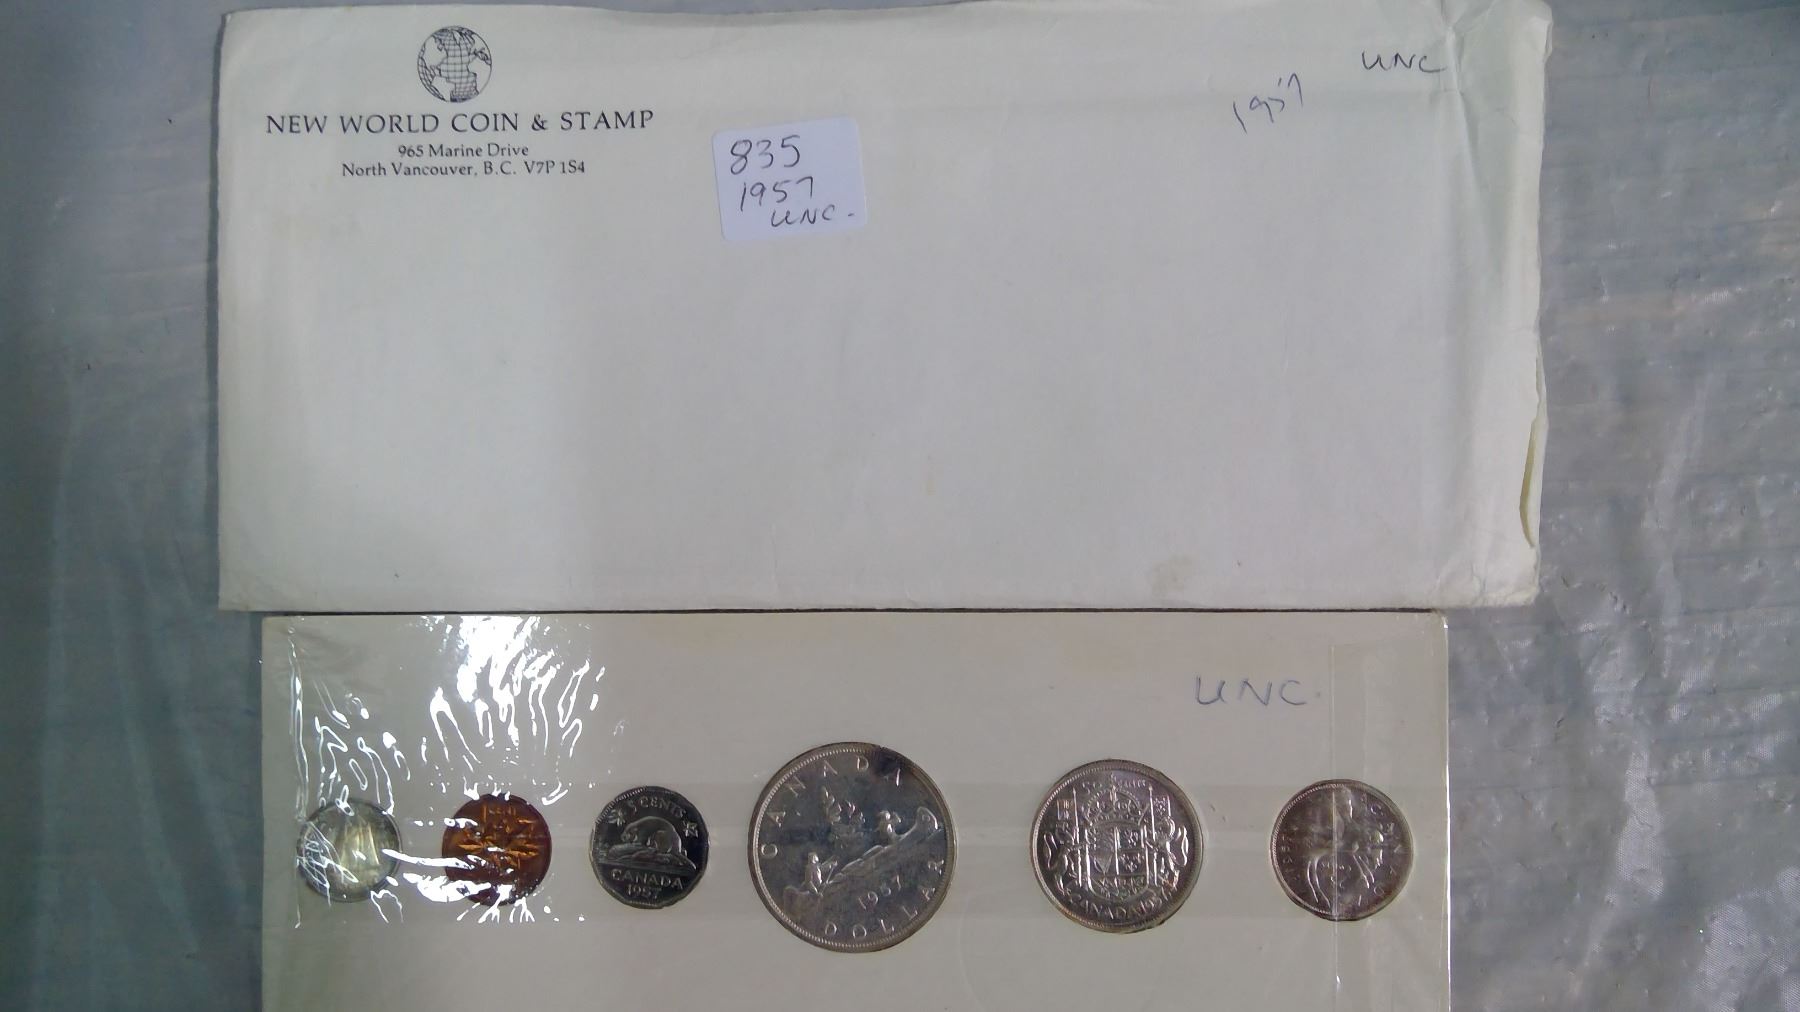 NEW WORLD COIN & STAMP
965 Marine Drive
North Vancouver, B.C. V7P 1S4
835
1957
UNC.
1957
UNC
UNC.
5 CENTS
CANADA
1957
CANADA
1957
DOLLAR
CANADA